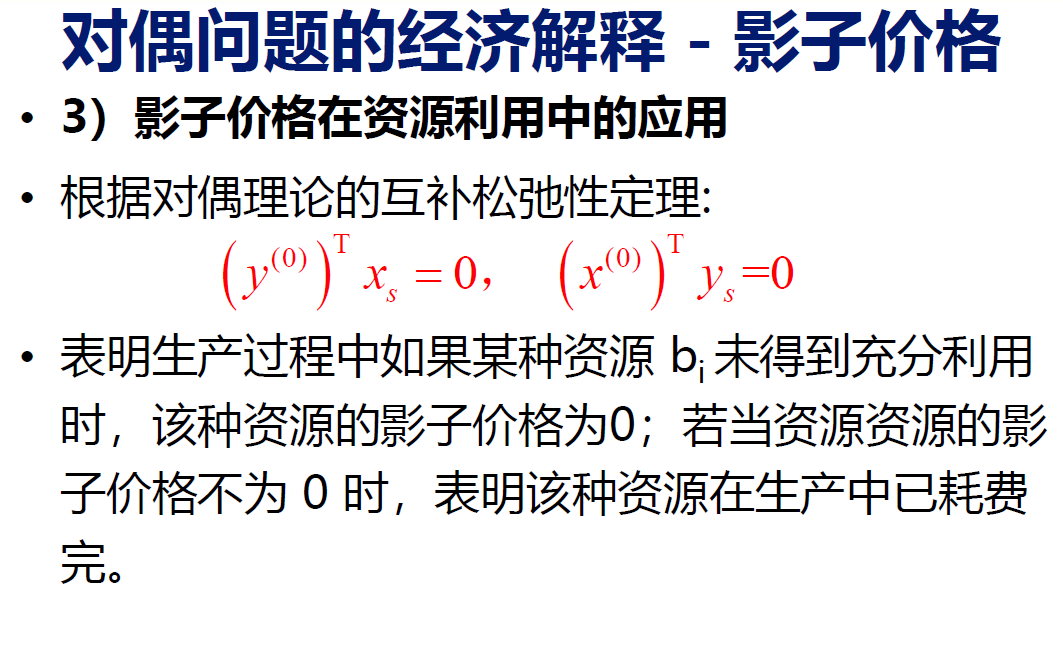 对偶问题的经济解释 - 影子价格
• 3）影子价格在资源利用中的应用
• 根据对偶理论的互补松弛性定理:
(y^(0))^T x_s = 0， (x^(0))^T y_s =0
• 表明生产过程中如果某种资源 b_i 未得到充分利用
时，该种资源的影子价格为0；若当资源资源的影
子价格不为 0 时，表明该种资源在生产中已耗费
完。